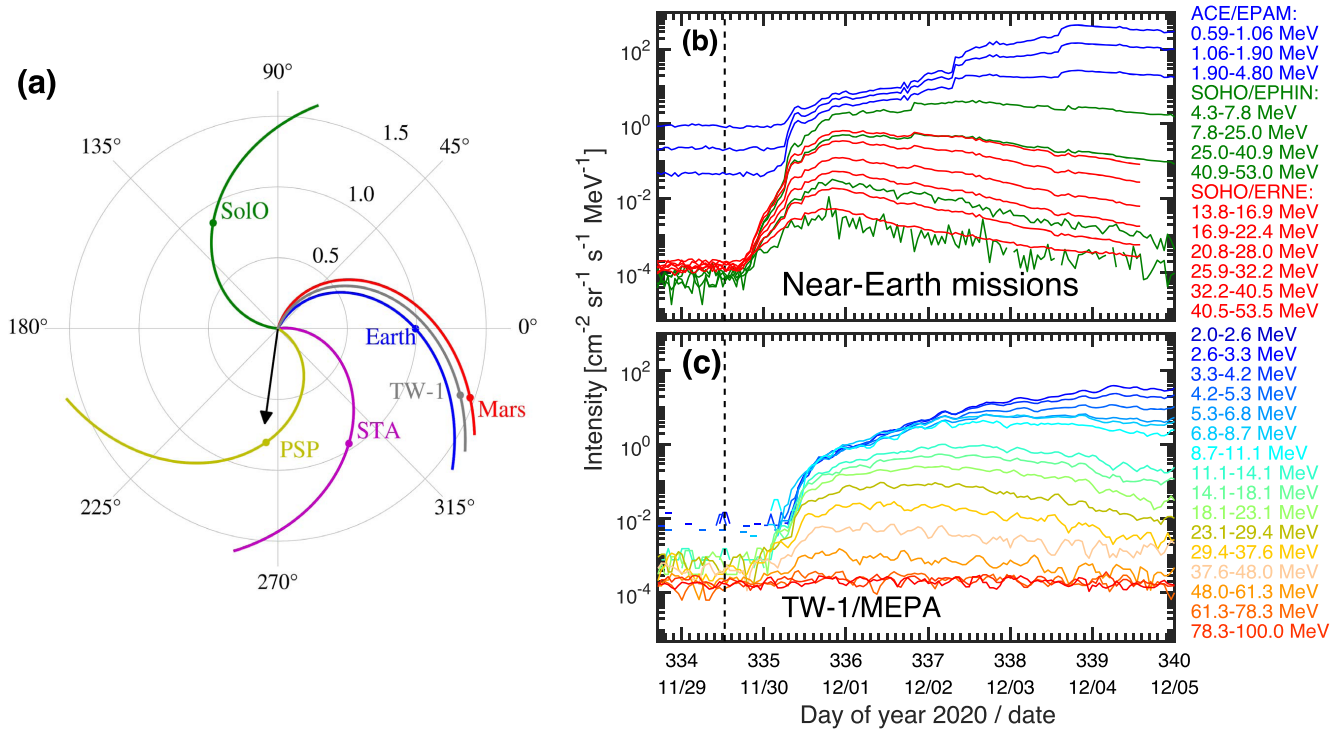 (a)
90°
135°
45°
1.5
1.0
0.5
SolO
180°
0°
Earth
TW-1
Mars
PSP
STA
225°
315°
270°
Intensity [cm⁻² sr⁻¹ s⁻¹ MeV⁻¹]
(b)
10²
10⁰
10⁻²
10⁻⁴
Near-Earth missions
ACE/EPAM:
0.59-1.06 MeV
1.06-1.90 MeV
1.90-4.80 MeV
SOHO/EPHIN:
4.3-7.8 MeV
7.8-25.0 MeV
25.0-40.9 MeV
40.9-53.0 MeV
SOHO/ERNE:
13.8-16.9 MeV
16.9-22.4 MeV
20.8-28.0 MeV
25.9-32.2 MeV
32.2-40.5 MeV
40.5-53.5 MeV
(c)
10²
10⁰
10⁻²
10⁻⁴
TW-1/MEPA
2.0-2.6 MeV
2.6-3.3 MeV
3.3-4.2 MeV
4.2-5.3 MeV
5.3-6.8 MeV
6.8-8.7 MeV
8.7-11.1 MeV
11.1-14.1 MeV
14.1-18.1 MeV
18.1-23.1 MeV
23.1-29.4 MeV
29.4-37.6 MeV
37.6-48.0 MeV
48.0-61.3 MeV
61.3-78.3 MeV
78.3-100.0 MeV
334 335 336 337 338 339 340
11/29 11/30 12/01 12/02 12/03 12/04 12/05
Day of year 2020 / date